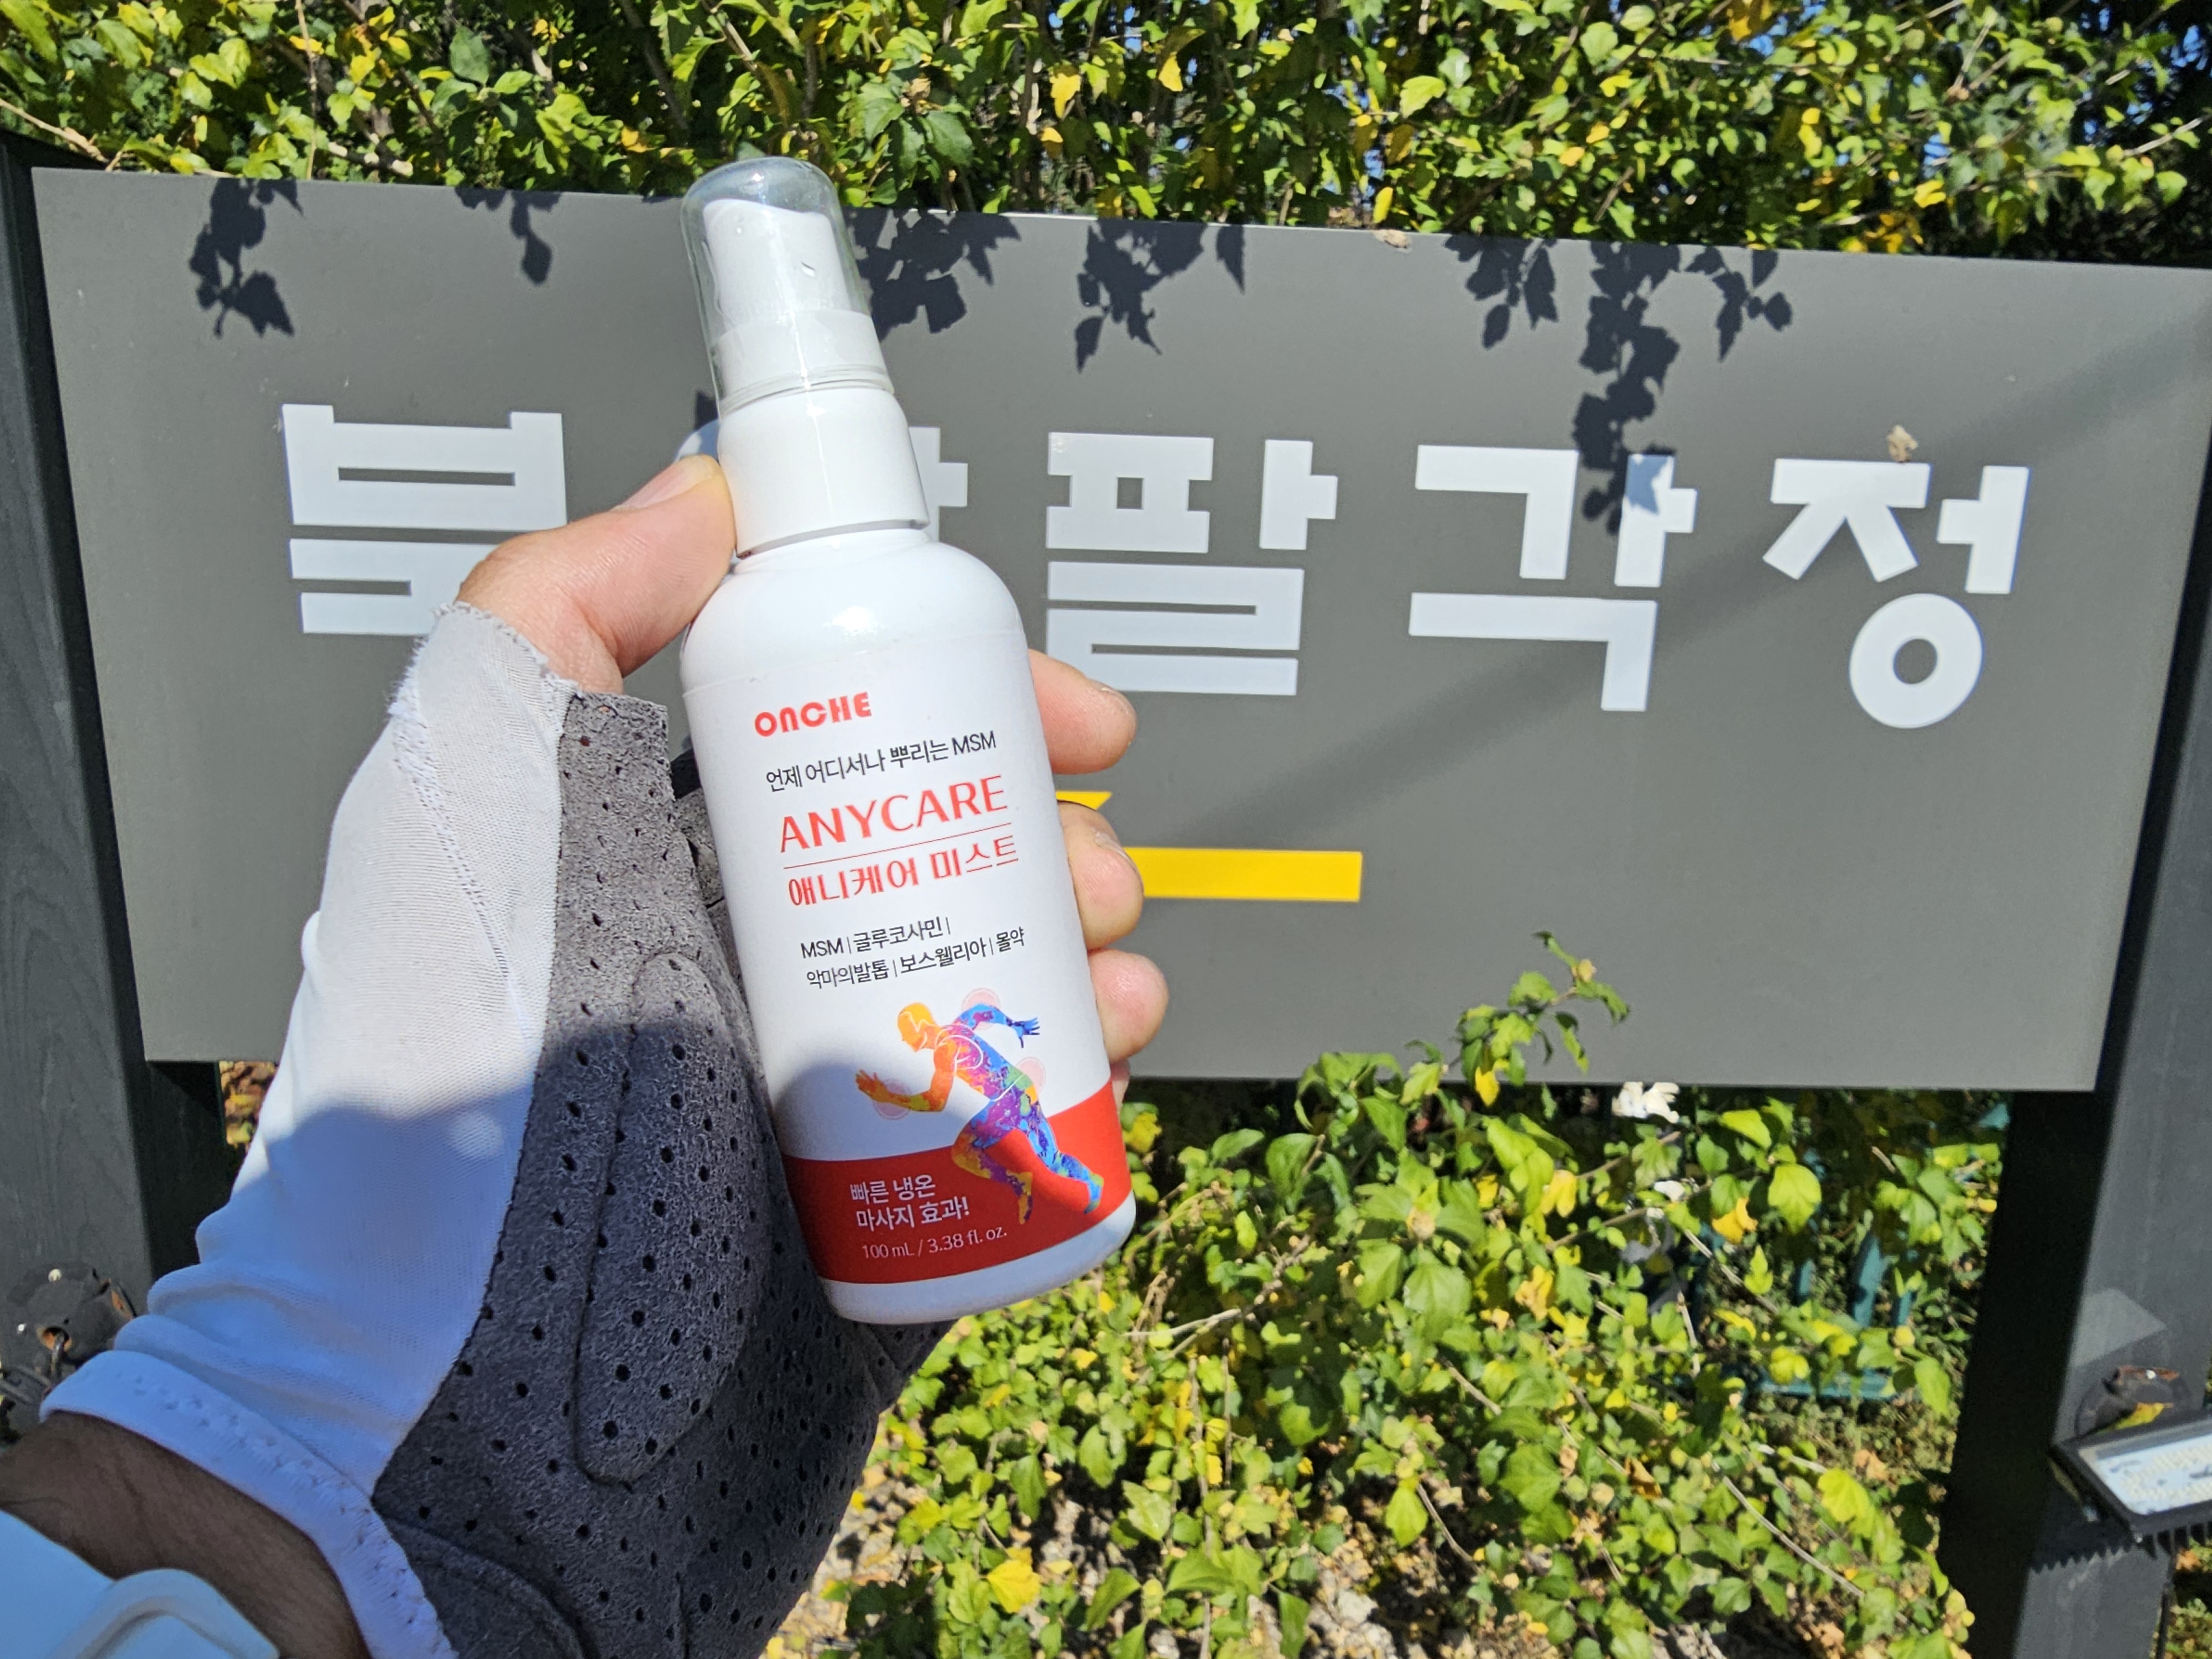 북
팔각정
ONCHE
언제 어디서나 뿌리는 MSM
ANYCARE
애니케어 미스트
MSM | 글루코사민 |
악마의발톱 | 보스웰리아 | 몰약
빠른 냉온
마사지 효과!
100 mL / 3.38 fl. oz.